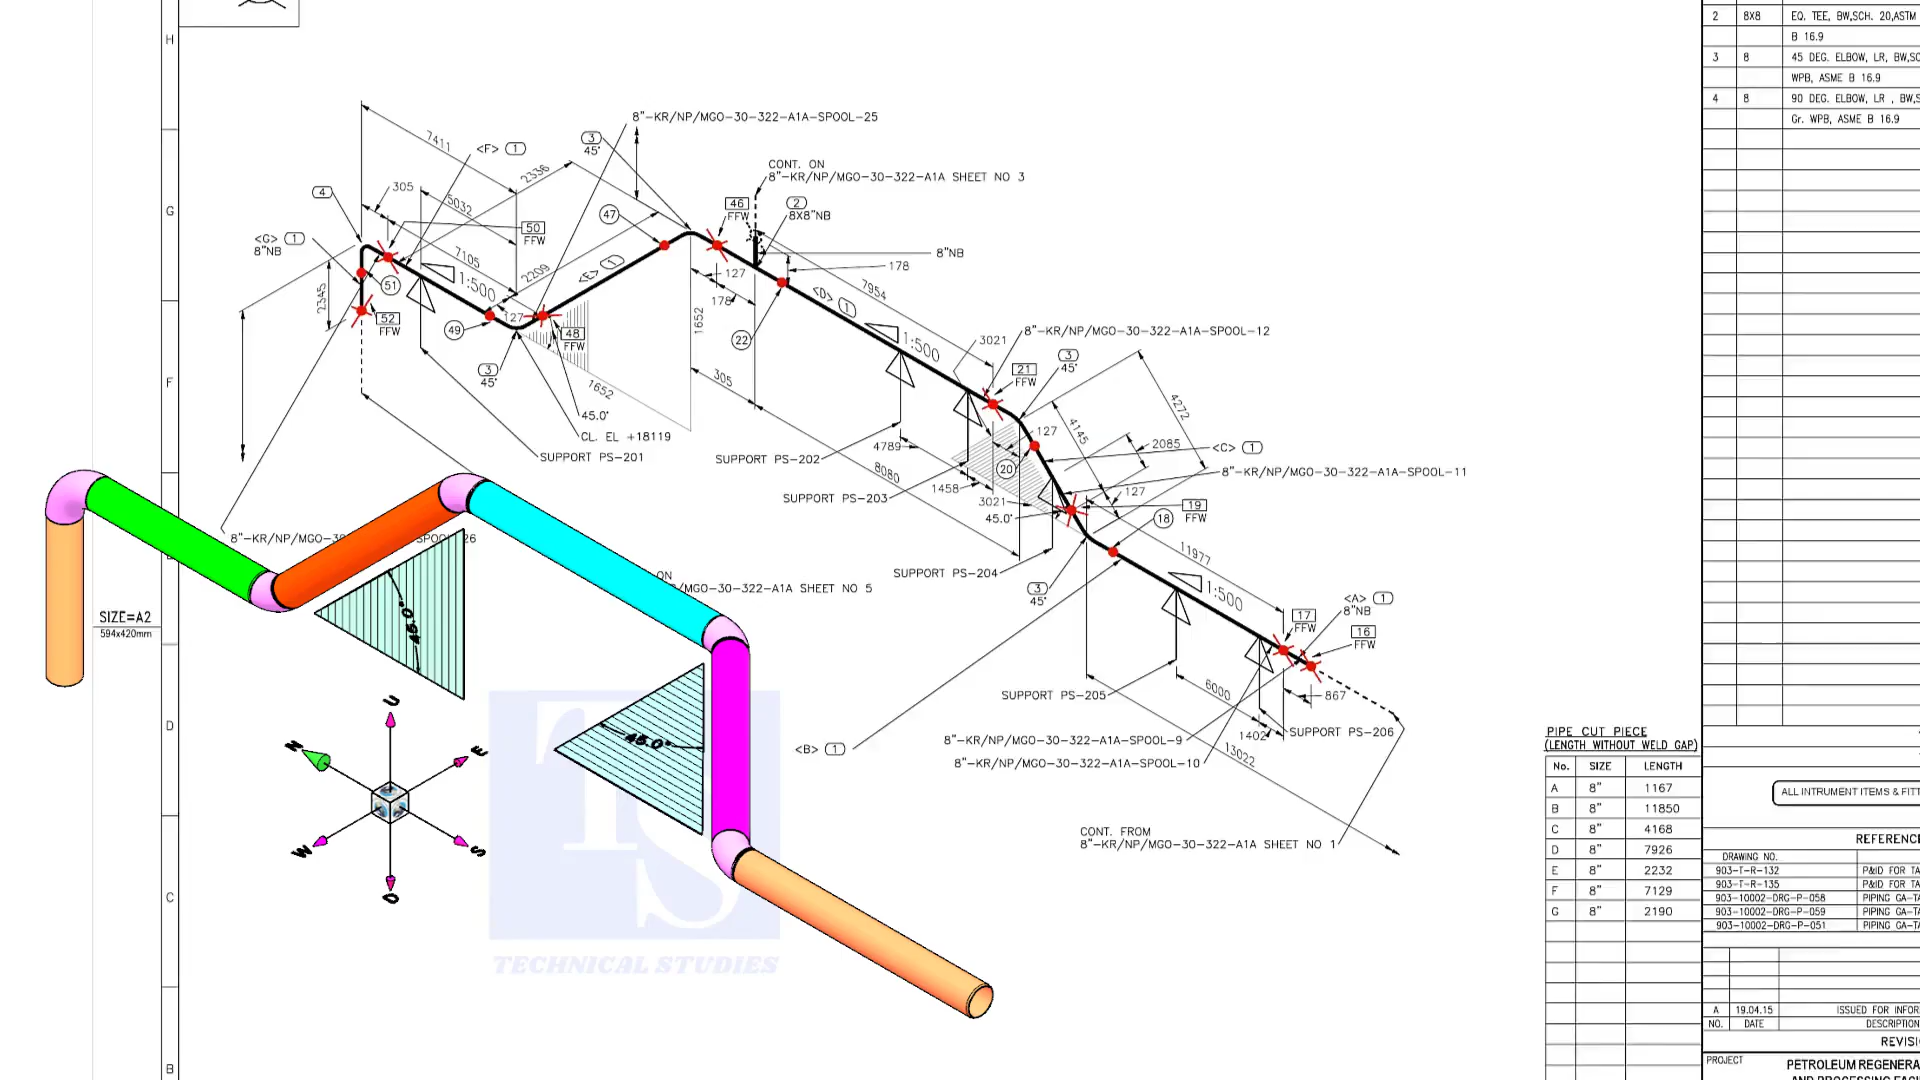 H
G
F
D
C
B
SIZE=A2
594x420mm
8"-KR/NP/MGO-30-322-A1A-SPOOL-25
3
45°
7411
<F> 1
2336
CONT. ON
8"-KR/NP/MGO-30-322-A1A SHEET NO 3
4
305
5032
47
46
FFW
2
8X8"NB
50
FFW
<G> 1
8"NB
8"NB
7105
2209
<E> 1
127
178
178
51
1:500
7954
<D> 1
2345
52
FFW
49
127
48
FFW
1652
22
1:500
3021
8"-KR/NP/MGO-30-322-A1A-SPOOL-12
3
45°
21
FFW
3
45°
1652
305
45.0°
CL. EL +18119
SUPPORT PS-201
4272
4145
127
2085
<C> 1
SUPPORT PS-202
4789
8080
20
8"-KR/NP/MGO-30-322-A1A-SPOOL-11
SUPPORT PS-203
1458
3021
127
45.0°
19
FFW
18
8"-KR/NP/MGO-3
SPOOL-26
11977
SUPPORT PS-204
ON
/MGO-30-322-A1A SHEET NO 5
3
45°
1:500
<A> 1
8"NB
17
FFW
16
FFW
45.0°
45.0°
SUPPORT PS-205
6000
867
1402
SUPPORT PS-206
13022
<B> 1
8"-KR/NP/MGO-30-322-A1A-SPOOL-9
8"-KR/NP/MGO-30-322-A1A-SPOOL-10
CONT. FROM
8"-KR/NP/MGO-30-322-A1A SHEET NO 1
U
N
E
W
S
D
TS
TECHNICAL STUDIES
2 8X8 EQ. TEE, BW,SCH. 20,ASTM
B 16.9
3 8 45 DEG. ELBOW, LR, BW,SC
WPB, ASME B 16.9
4 8 90 DEG. ELBOW, LR , BW,S
Gr. WPB, ASME B 16.9
PIPE CUT PIECE
(LENGTH WITHOUT WELD GAP)
No. SIZE LENGTH
A 8" 1167
B 8" 11850
C 8" 4168
D 8" 7926
E 8" 2232
F 8" 7129
G 8" 2190
ALL INTRUMENT ITEMS & FITT
REFERENCE
DRAWING NO.
903-T-R-132 P&ID FOR TA
903-T-R-135 P&ID FOR TA
903-10002-DRG-P-058 PIPING GA-TA
903-10002-DRG-P-059 PIPING GA-TA
903-10002-DRG-P-051 PIPING GA-TA
A 19.04.15 ISSUED FOR INFOR
NO. DATE DESCRIPTION
REVISI
PROJECT
PETROLEUM REGENERA